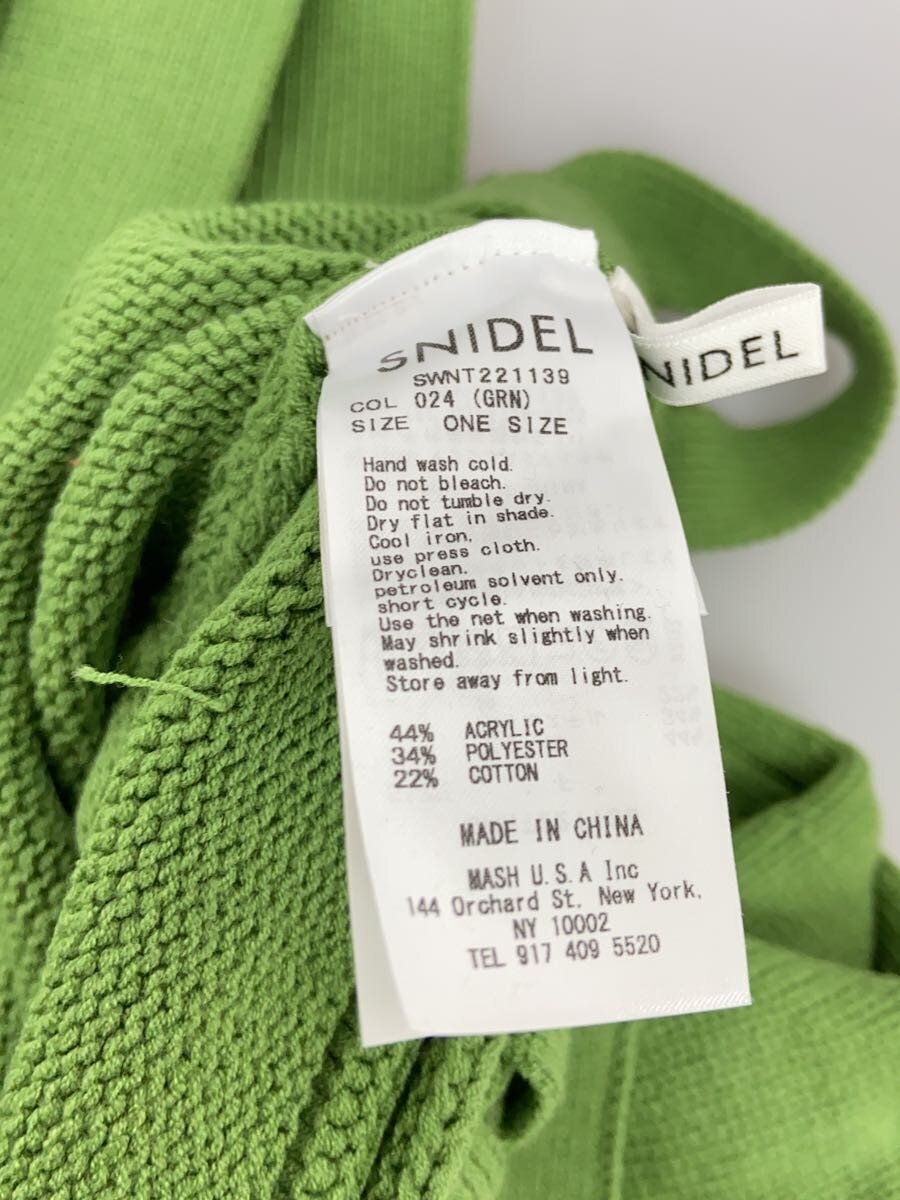 SNIDEL
SWNT221139
COL 024 (GRN)
SIZE ONE SIZE
Hand wash cold.
Do not bleach.
Do not tumble dry.
Dry flat in shade.
Cool iron,
use press cloth.
Dryclean,
petroleum solvent only.
short cycle.
Use the net when washing.
May shrink slightly when
washed.
Store away from light.
44% ACRYLIC
34% POLYESTER
22% COTTON
MADE IN CHINA
MASH U.S.A Inc
144 Orchard St. New York,
NY 10002
TEL 917 409 5520
NIDEL